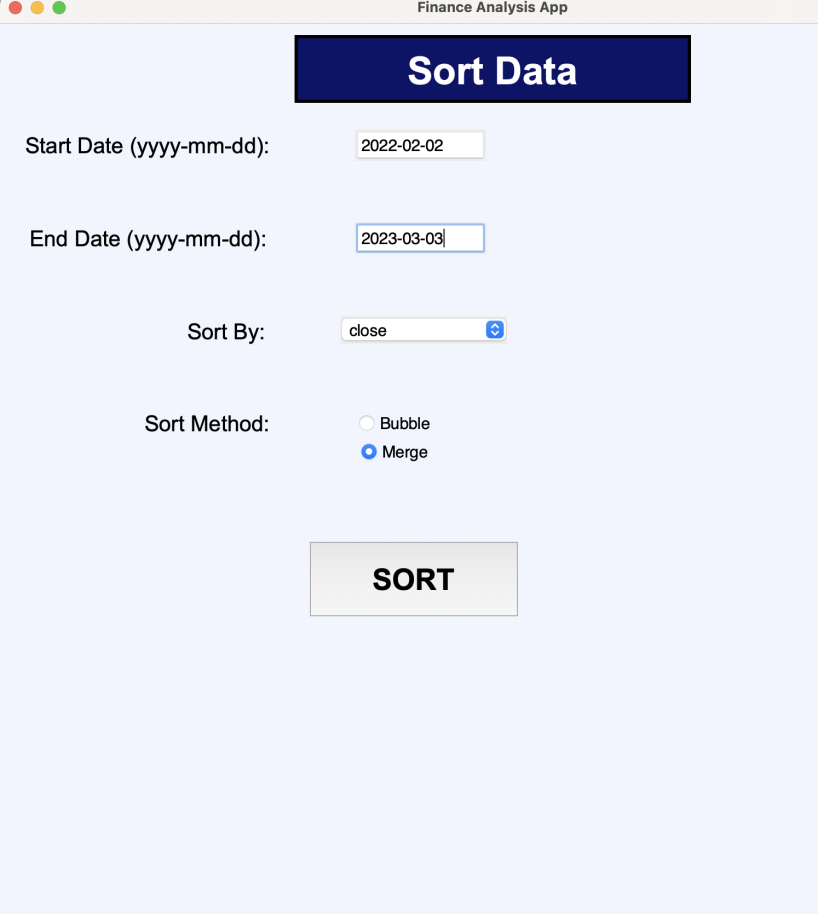 Finance Analysis App
Sort Data
Start Date (yyyy-mm-dd): 2022-02-02
End Date (yyyy-mm-dd): 2023-03-03
Sort By: close
Sort Method: Bubble
Merge
SORT